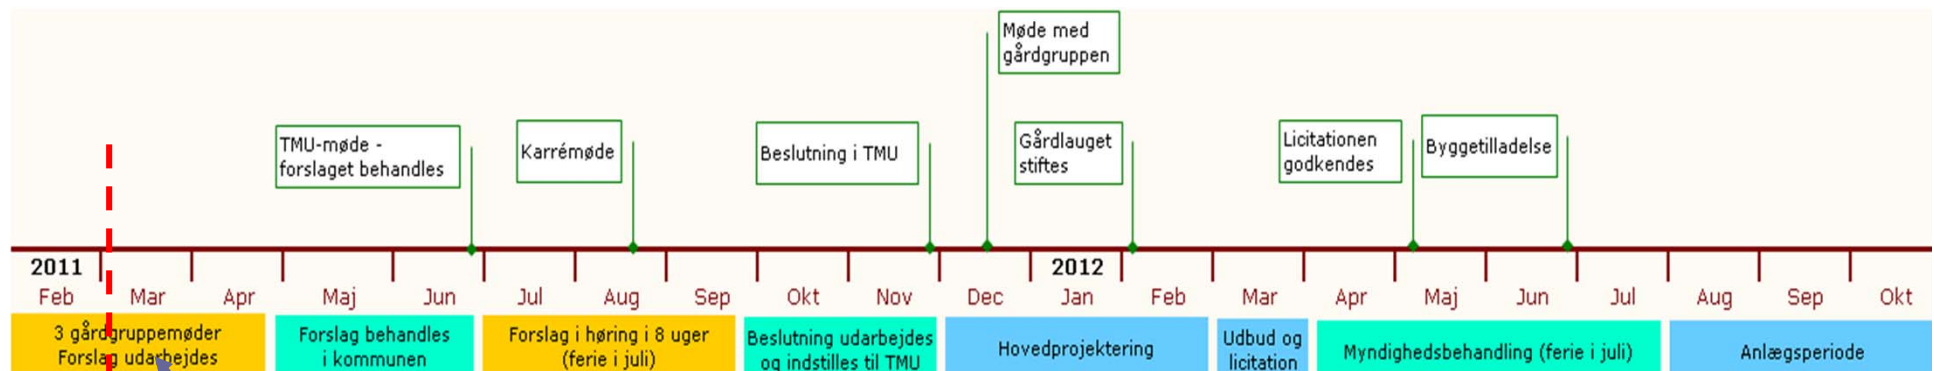 Møde med
gårdgruppen
TMU-møde -
forslaget behandles
Karrémøde
Beslutning i TMU
Gårdlauget
stiftes
Licitationen
godkendes
Byggetilladelse
2011
2012
Feb
Mar
Apr
Maj
Jun
Jul
Aug
Sep
Okt
Nov
Dec
Jan
Feb
Mar
Apr
Maj
Jun
Jul
Aug
Sep
Okt
3 gårdgruppemøder
Forslag udarbejdes
Forslag behandles
i kommunen
Forslag i høring i 8 uger
(ferie i juli)
Beslutning udarbejdes
og indstilles til TMU
Hovedprojektering
Udbud og
licitation
Myndighedsbehandling (ferie i juli)
Anlægsperiode